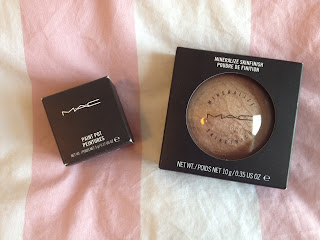 MAC
PAINT POT
PEINTURES
MINERALIZE SKINFINISH
POUDRE DE FINITION
MINERALIZE
MAC
NET WT./POIDS NET 10 g / 0.35 US OZ